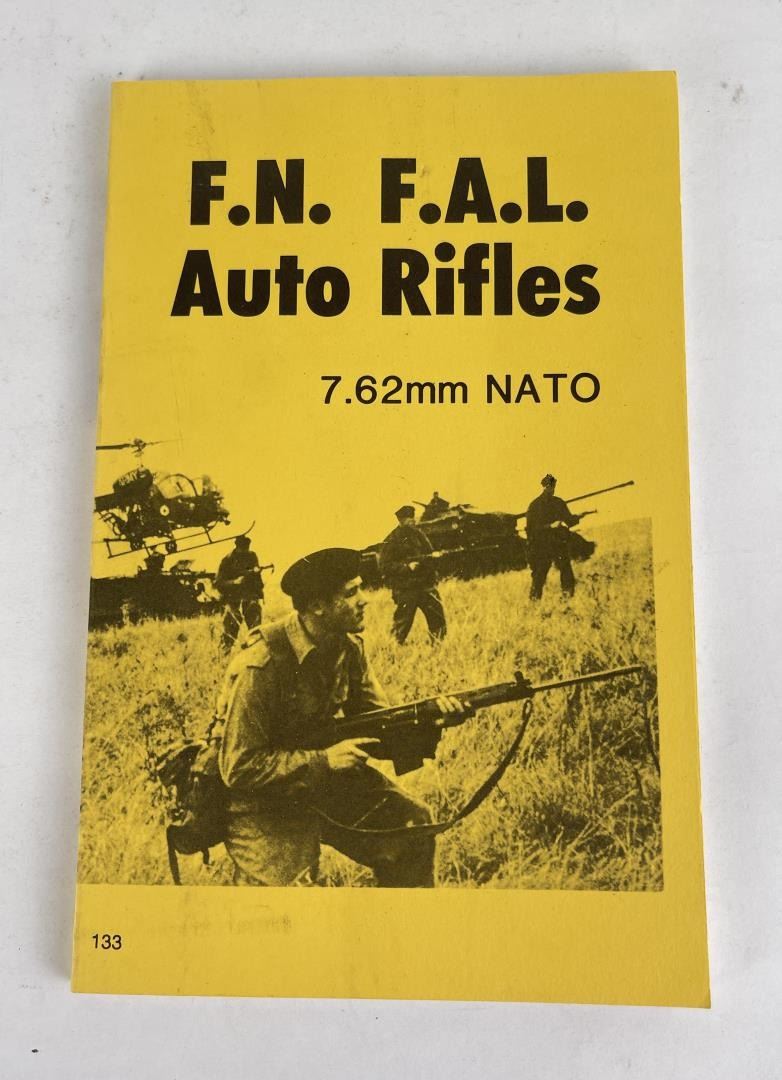 F.N. F.A.L.
Auto Rifles
7.62mm NATO
133